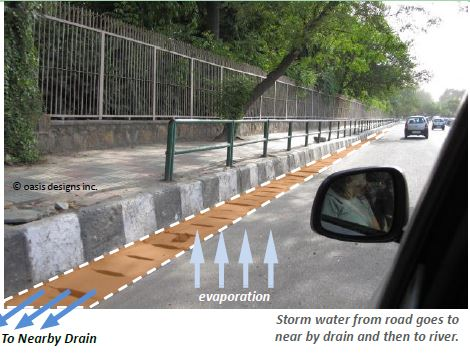 © oasis designs inc.
evaporation
To Nearby Drain
Storm water from road goes to
near by drain and then to river.